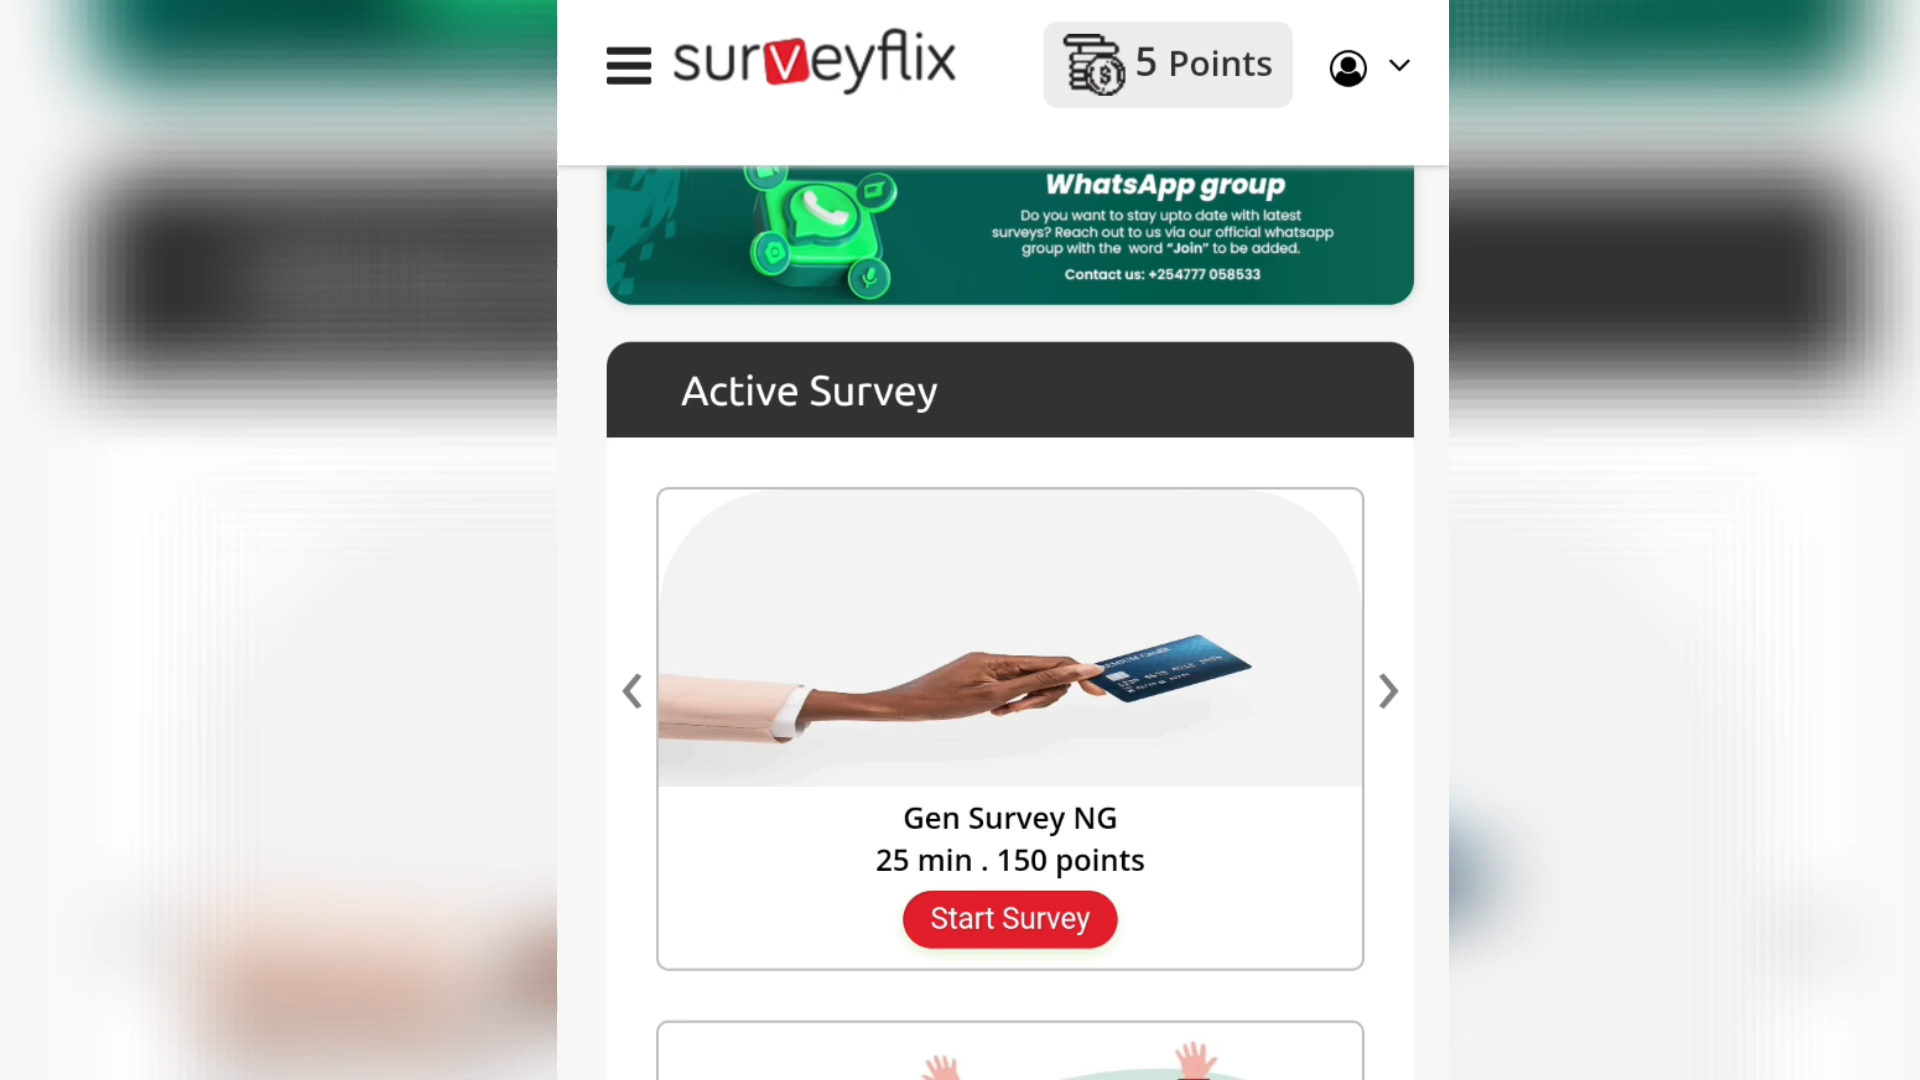 surveyflix
5 Points
WhatsApp group
Do you want to stay upto date with latest
surveys? Reach out to us via our official whatsapp
group with the word “Join” to be added.
Contact us: +254777 058533
Active Survey
Gen Survey NG
25 min . 150 points
Start Survey